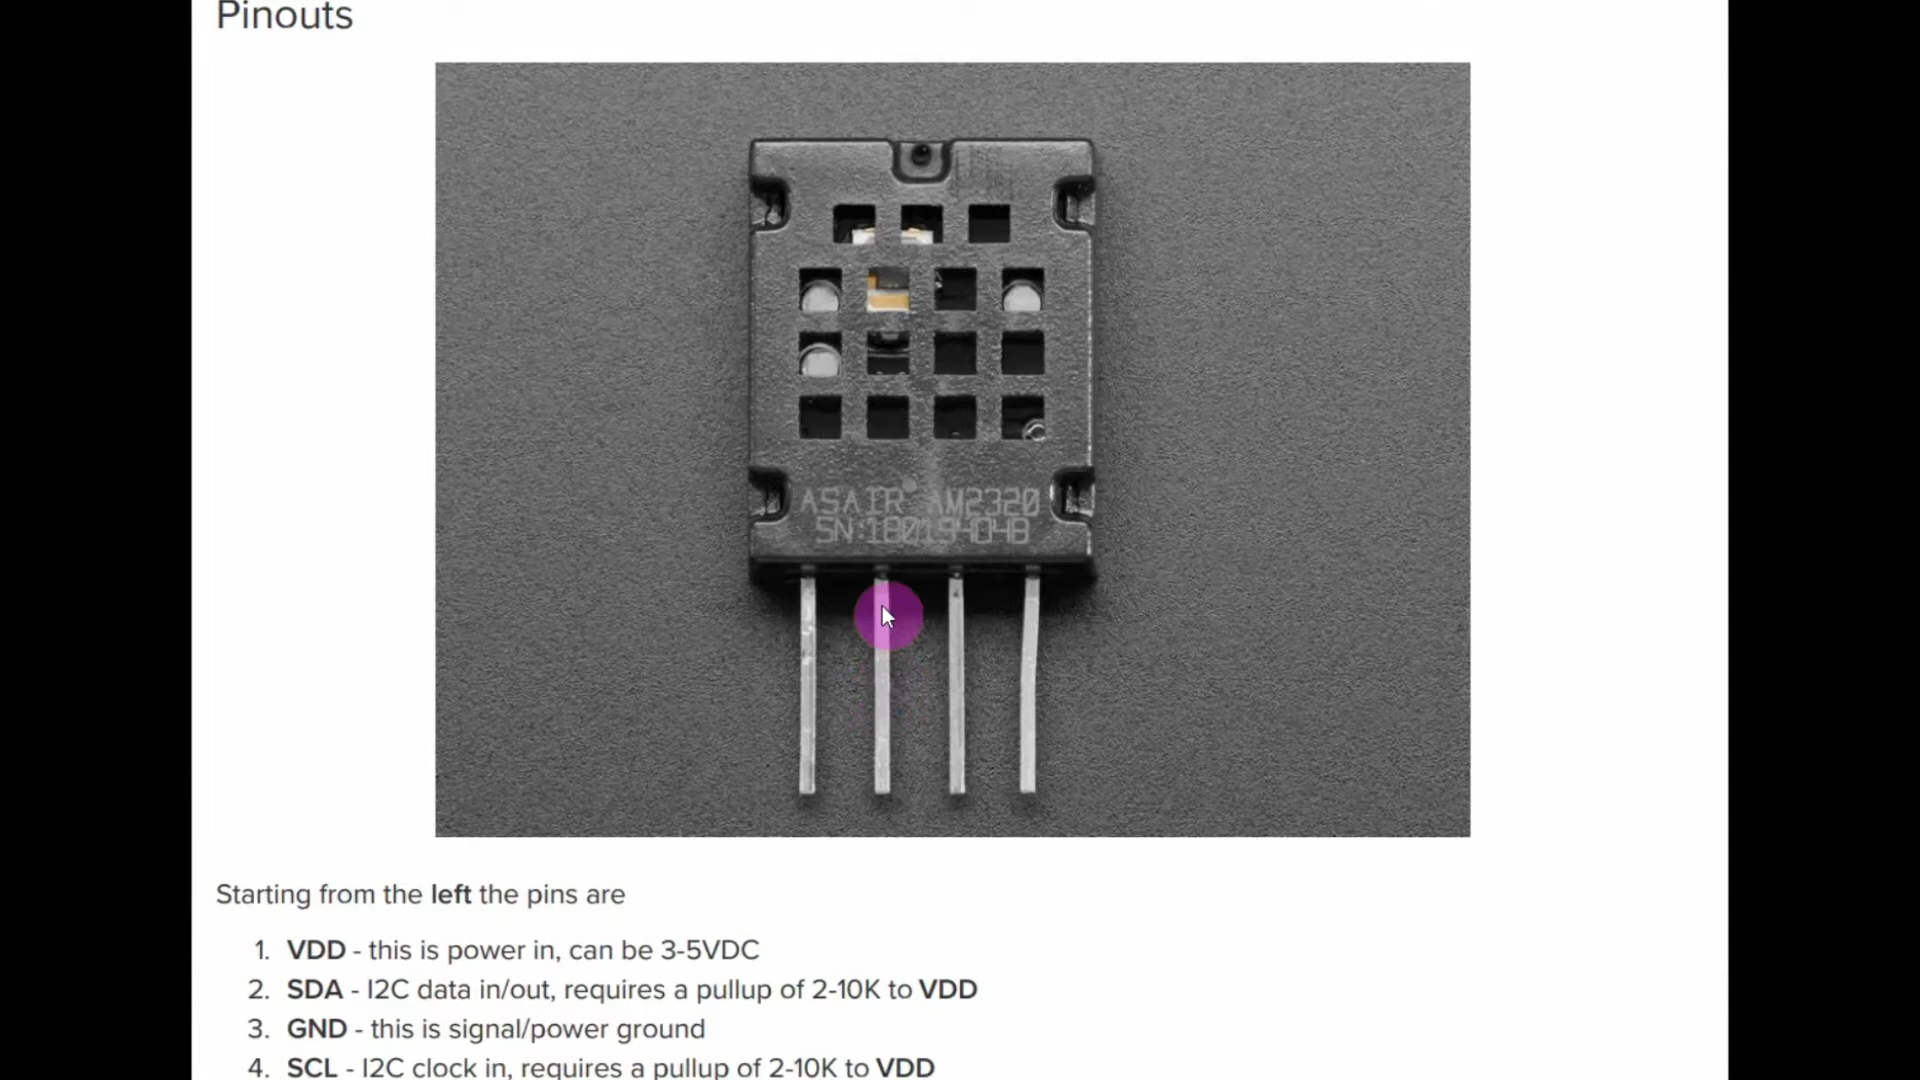 Pinouts
ASAIR AM2320
SN:180194048
Starting from the left the pins are
1. VDD - this is power in, can be 3-5VDC
2. SDA - I2C data in/out, requires a pullup of 2-10K to VDD
3. GND - this is signal/power ground
4. SCL - I2C clock in, requires a pullup of 2-10K to VDD